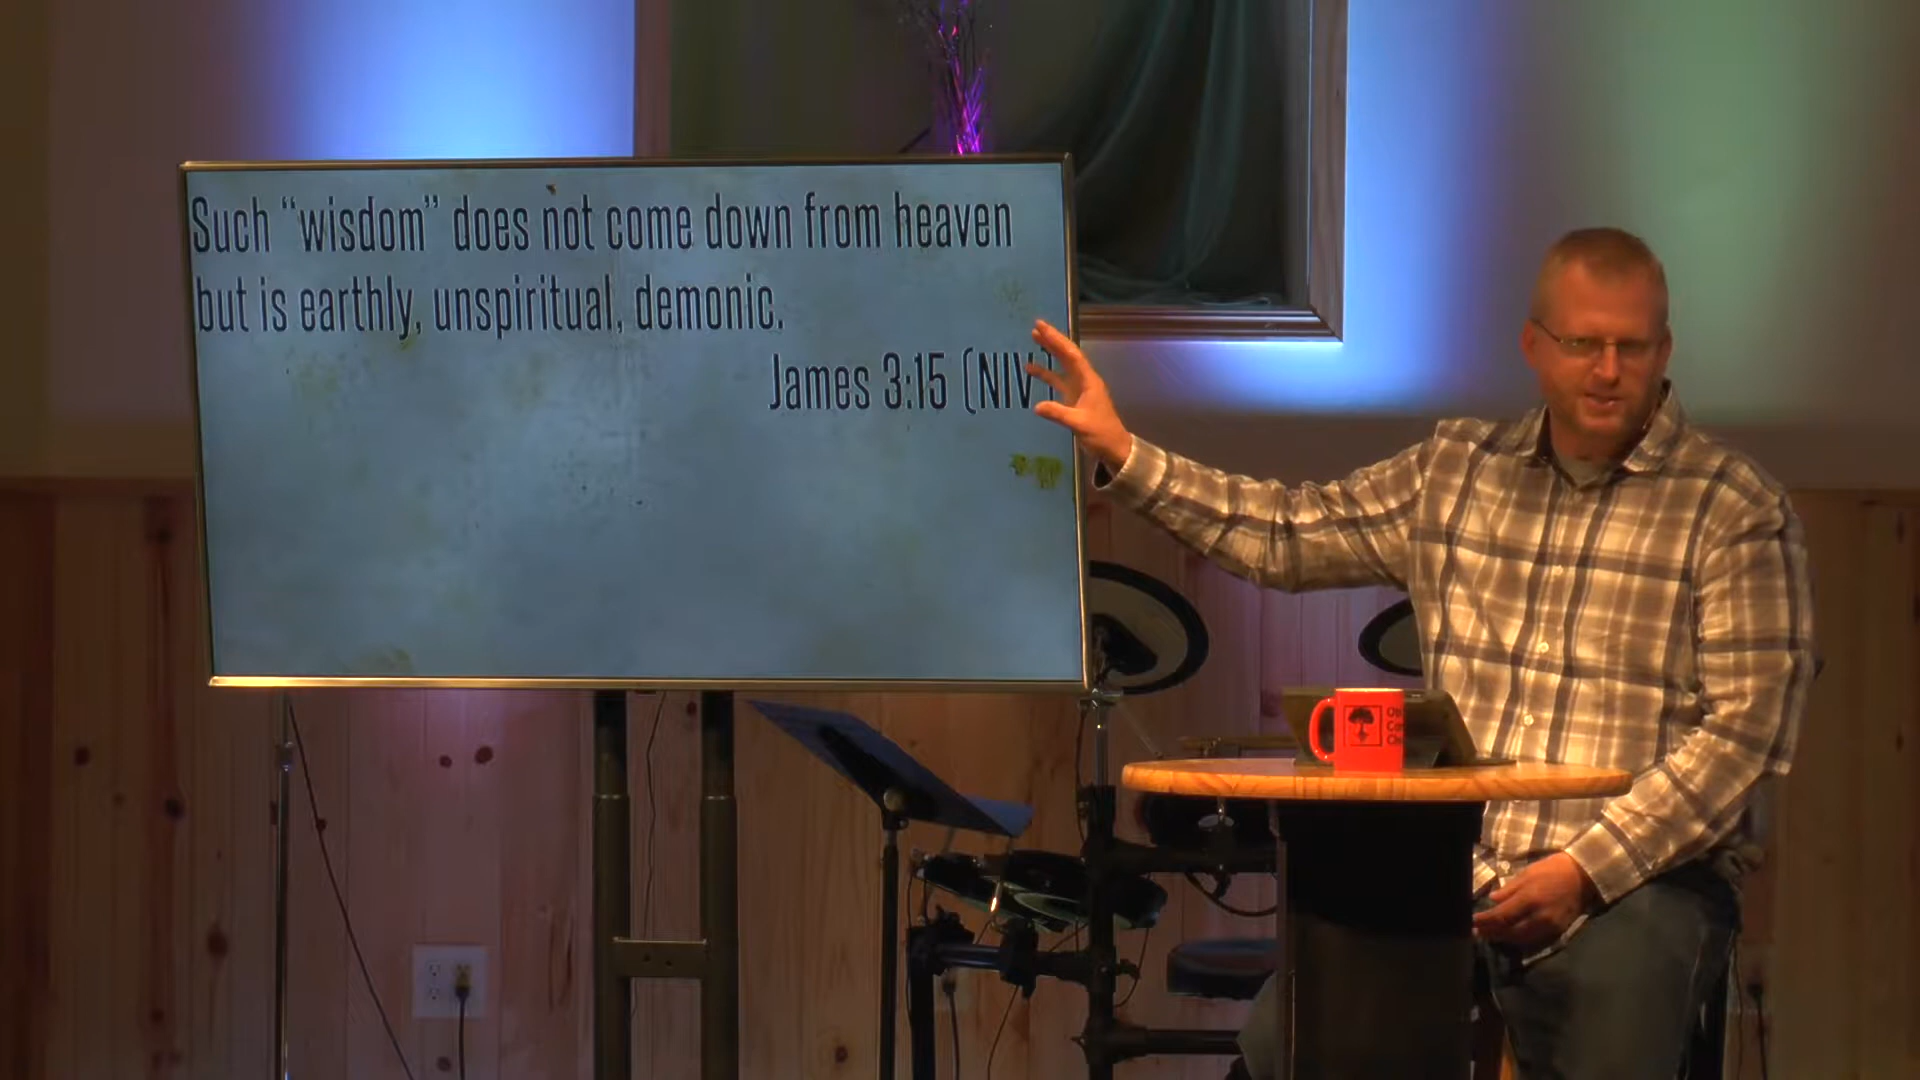 Such “wisdom” does not come down from heaven
but is earthly, unspiritual, demonic.
James 3:15 (NIV)